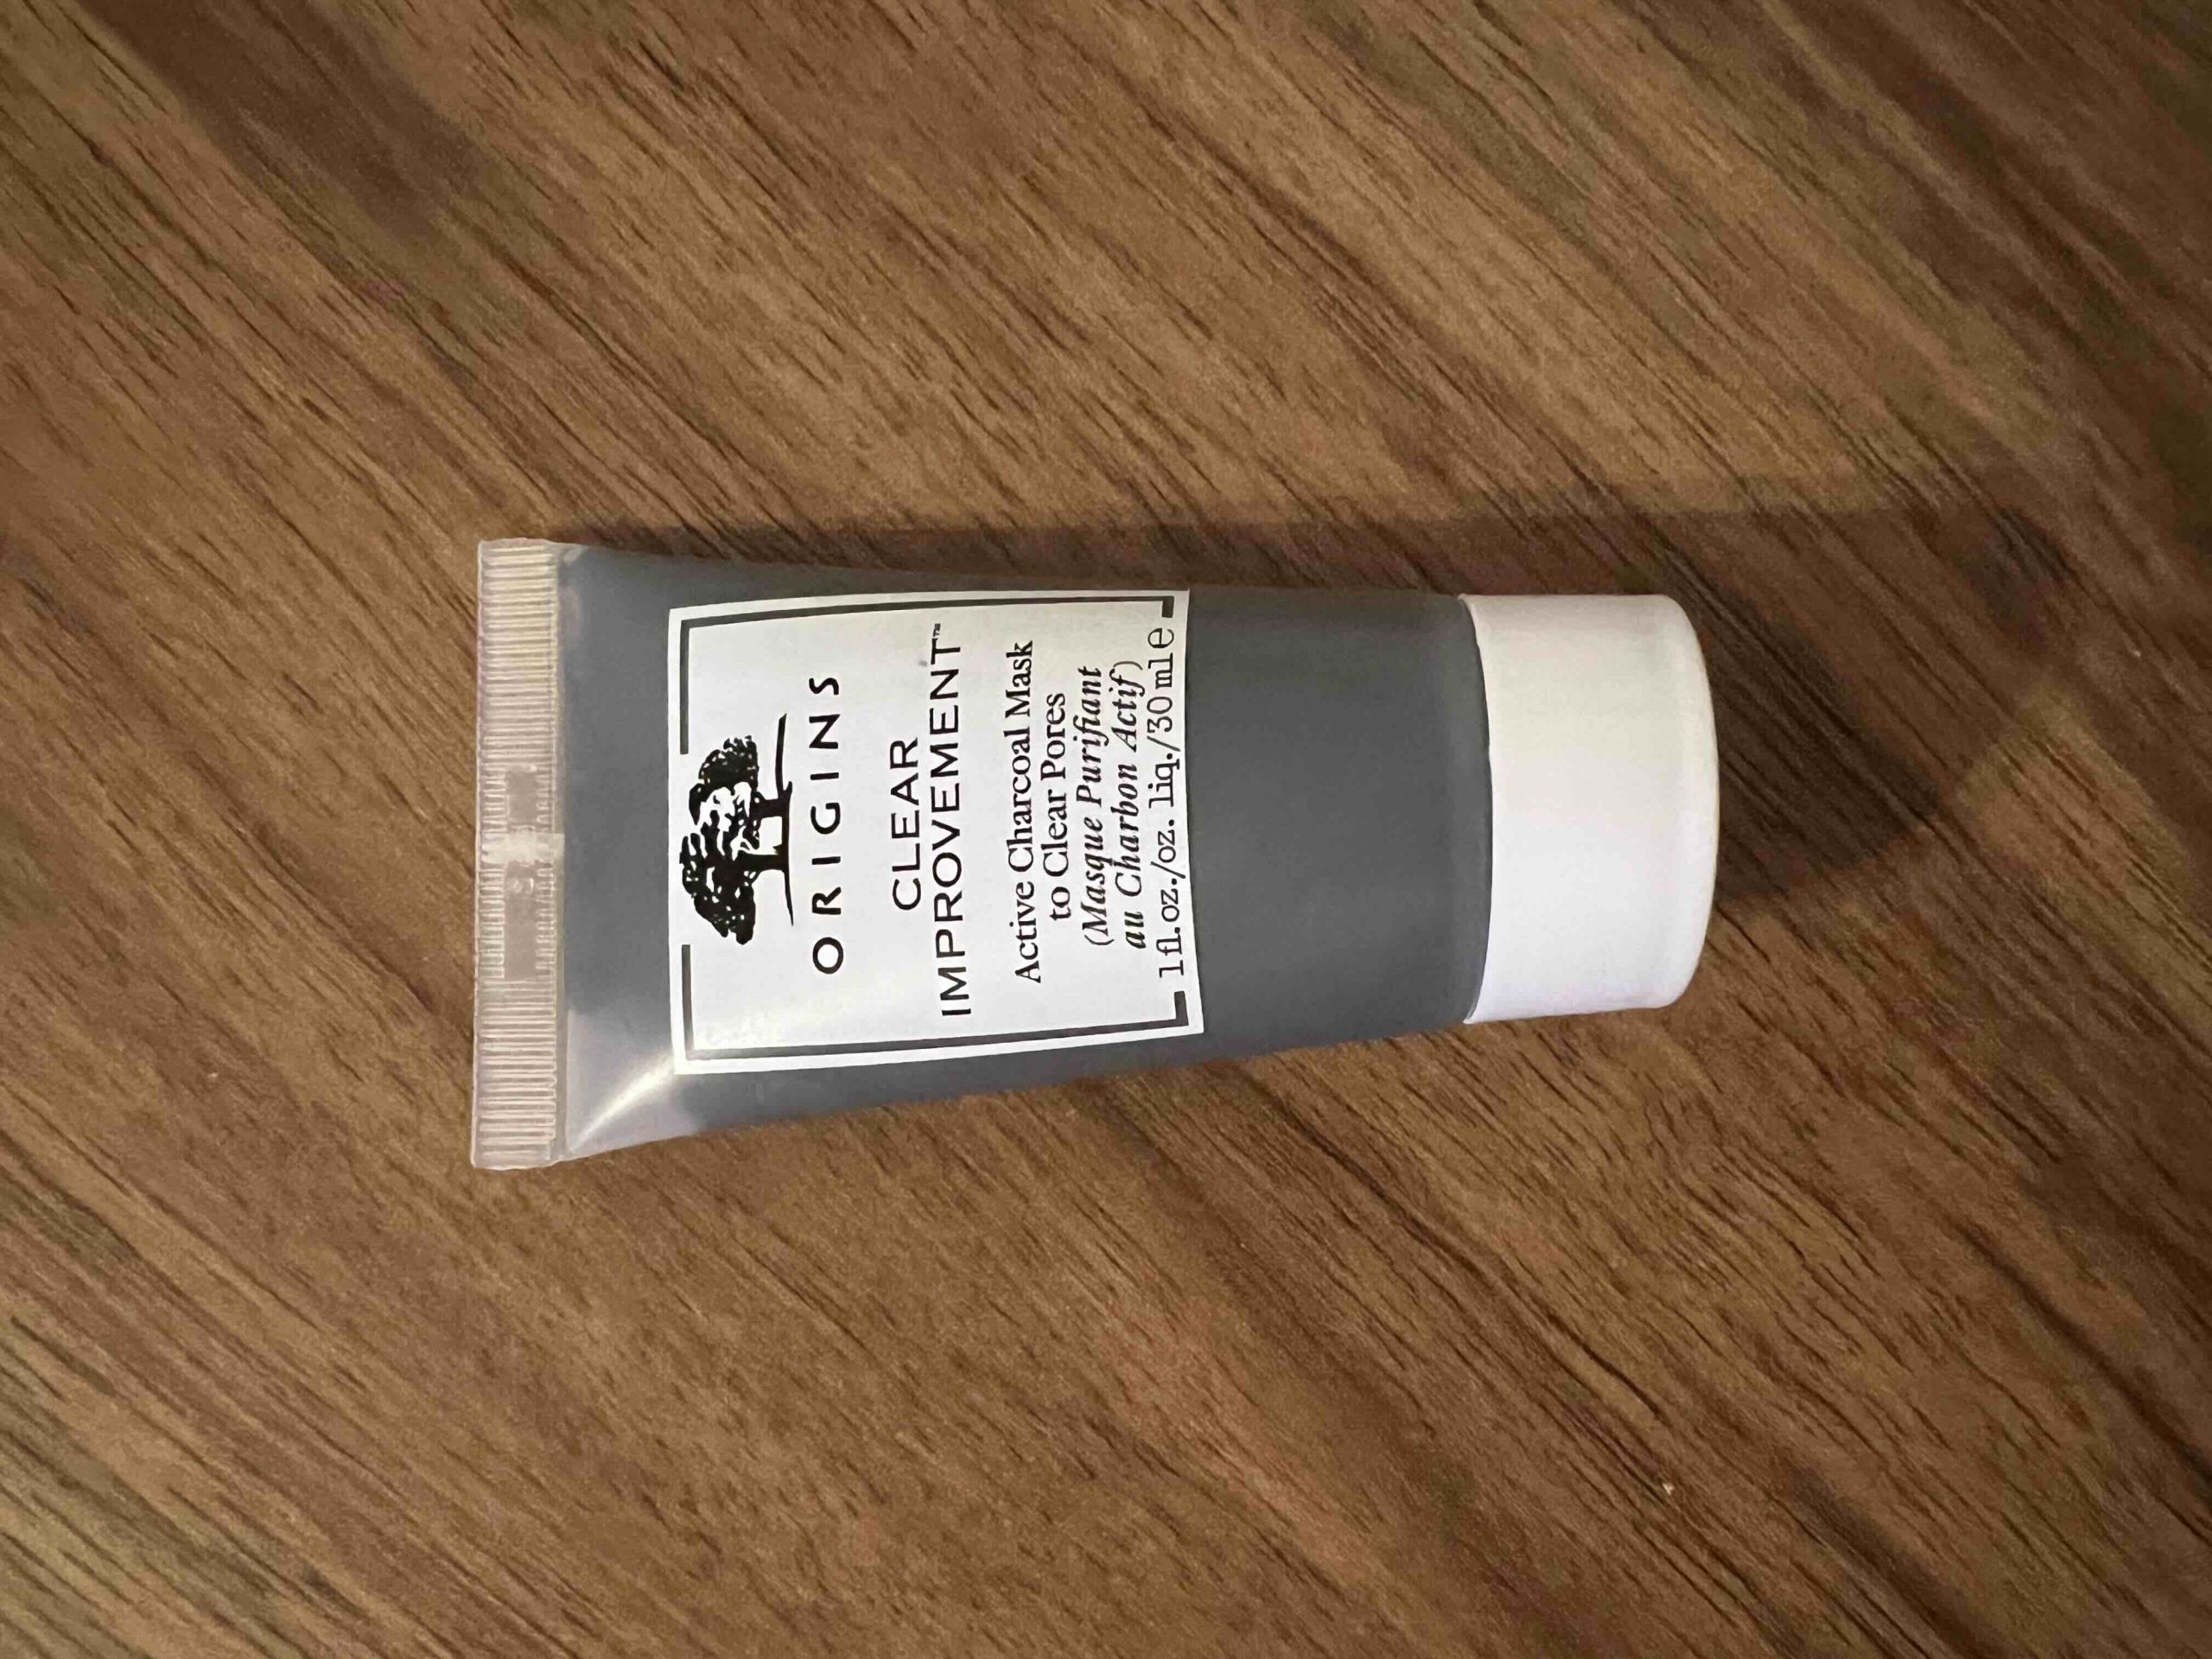 ORIGINS
CLEAR
IMPROVEMENT™
Active Charcoal Mask
to Clear Pores
(Masque Purifiant
au Charbon Actif)
1 fl.oz./oz. liq./30 ml e